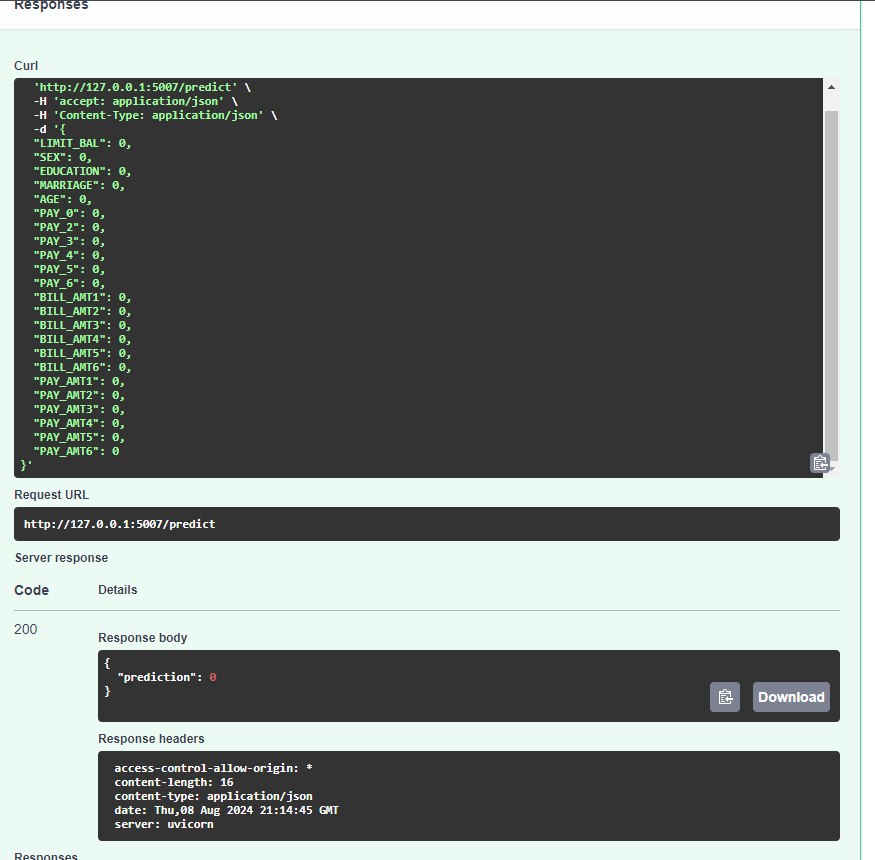 Responses
Curl
'http://127.0.0.1:5007/predict' \
-H 'accept: application/json' \
-H 'Content-Type: application/json' \
-d '{
"LIMIT_BAL": 0,
"SEX": 0,
"EDUCATION": 0,
"MARRIAGE": 0,
"AGE": 0,
"PAY_0": 0,
"PAY_2": 0,
"PAY_3": 0,
"PAY_4": 0,
"PAY_5": 0,
"PAY_6": 0,
"BILL_AMT1": 0,
"BILL_AMT2": 0,
"BILL_AMT3": 0,
"BILL_AMT4": 0,
"BILL_AMT5": 0,
"BILL_AMT6": 0,
"PAY_AMT1": 0,
"PAY_AMT2": 0,
"PAY_AMT3": 0,
"PAY_AMT4": 0,
"PAY_AMT5": 0,
"PAY_AMT6": 0
}'
Request URL
http://127.0.0.1:5007/predict
Server response
Code Details
200
Response body
{
"prediction": 0
}
Download
Response headers
access-control-allow-origin: *
content-length: 16
content-type: application/json
date: Thu,08 Aug 2024 21:14:45 GMT
server: uvicorn
Responses